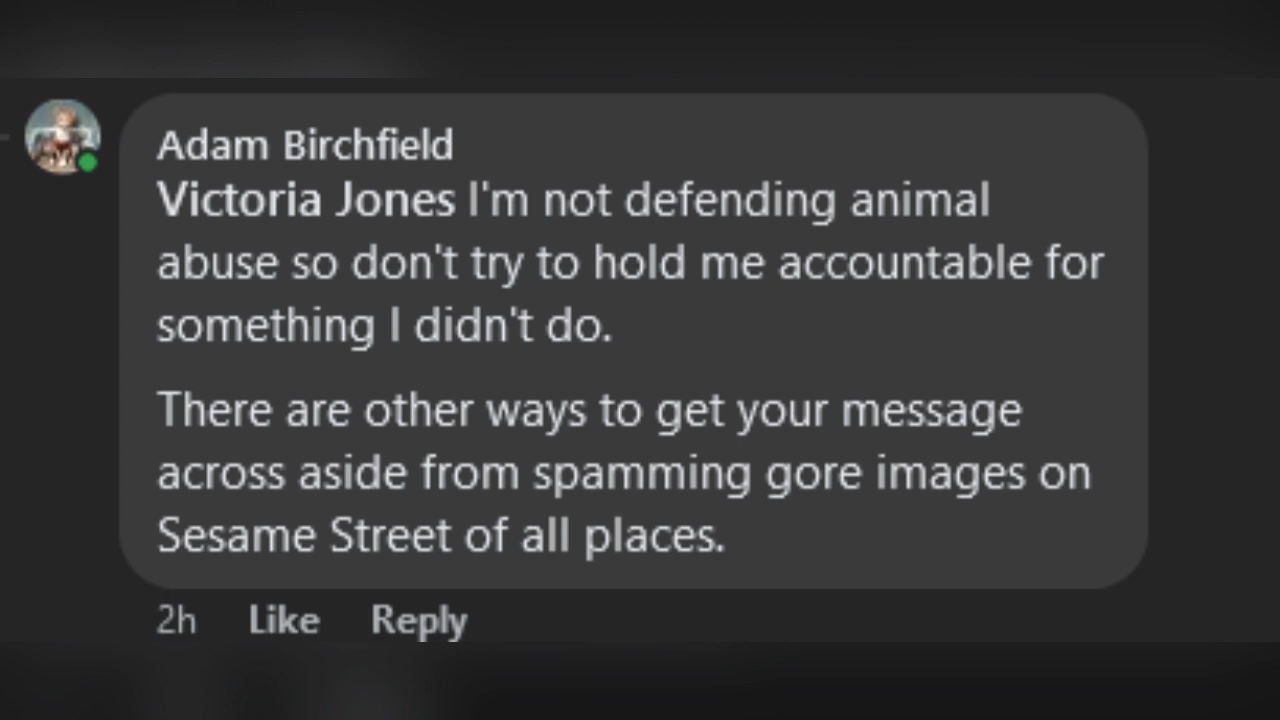 Adam Birchfield
Victoria Jones I'm not defending animal
abuse so don't try to hold me accountable for
something I didn't do.
There are other ways to get your message
across aside from spamming gore images on
Sesame Street of all places.
2h Like Reply